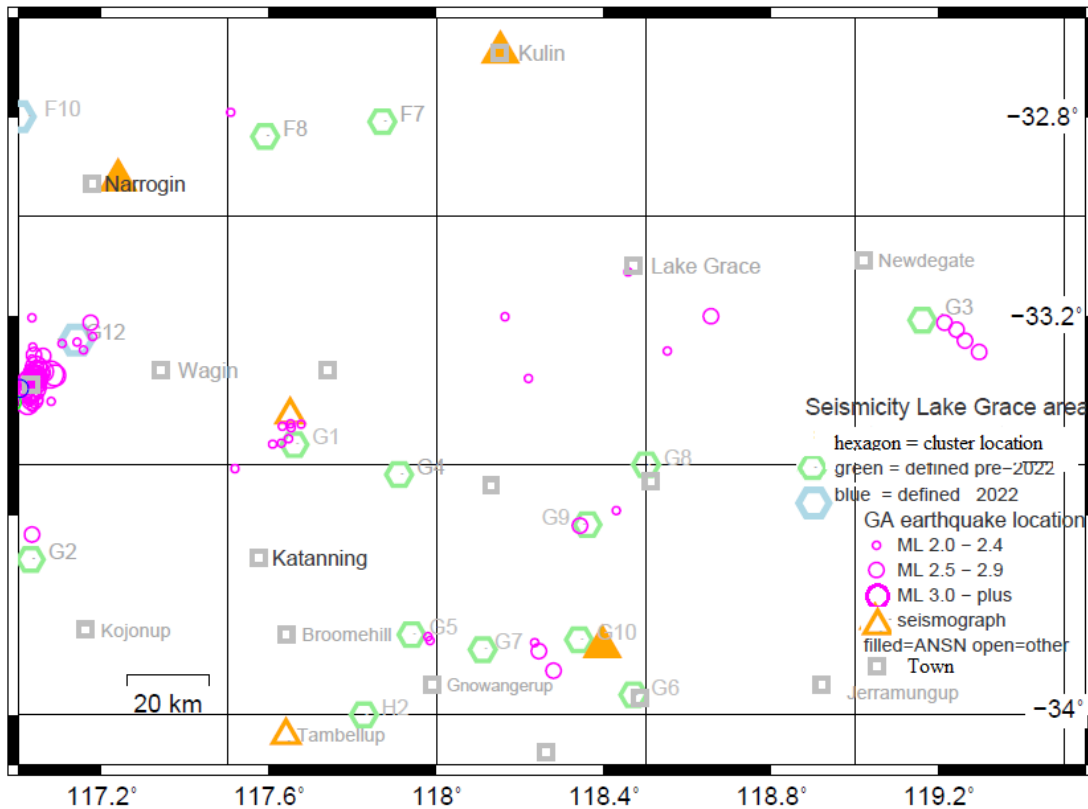 Kulin
F10
F8
F7
−32.8°
Narrogin
Lake Grace
Newdegate
G12
G3
−33.2°
Wagin
Seismicity Lake Grace area
hexagon = cluster location
green = defined pre−2022
blue = defined 2022
GA earthquake location
ML 2.0 − 2.4
ML 2.5 − 2.9
ML 3.0 − plus
seismograph
filled=ANSN open=other
Town
G1
G4
G8
G9
G2
Katanning
Kojonup
Broomehill
G5
G7
G10
Gnowangerup
G6
Jerramungup
20 km
H2
Tambellup
−34°
117.2°
117.6°
118°
118.4°
118.8°
119.2°